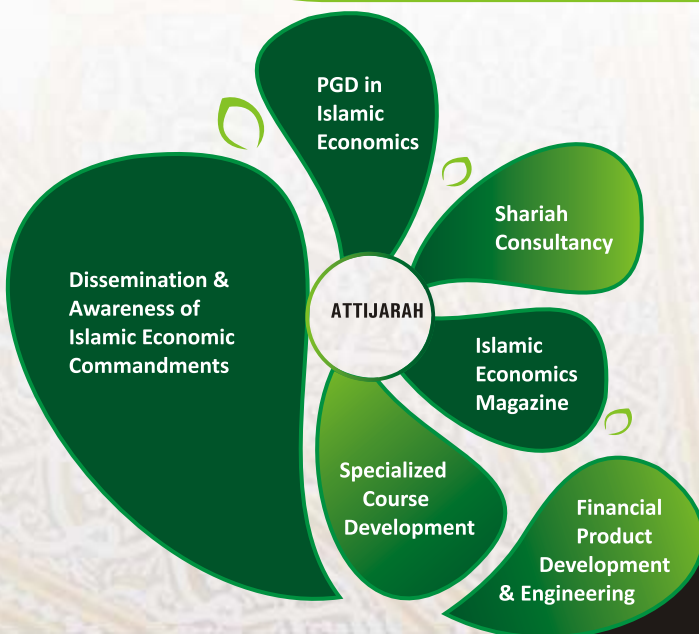 PGD in
Islamic
Economics
Shariah
Consultancy
Dissemination &
Awareness of
Islamic Economic
Commandments
ATTIJARAH
Islamic
Economics
Magazine
Specialized
Course
Development
Financial
Product
Development
& Engineering